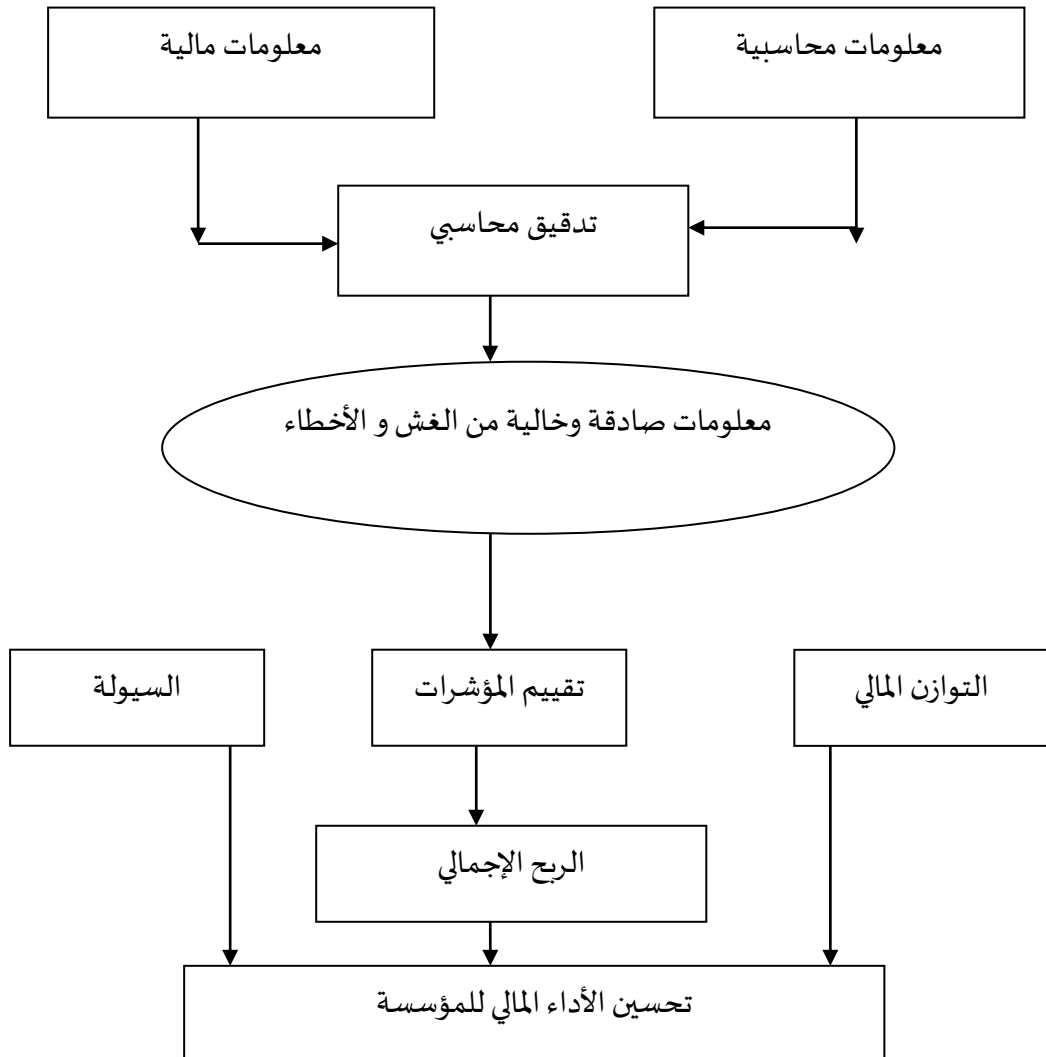 معلومات محاسبية
معلومات مالية
تدقيق محاسبي
معلومات صادقة وخالية من الغش و الأخطاء
التوازن المالي
تقييم المؤشرات
السيولة
الربح الإجمالي
تحسين الأداء المالي للمؤسسة